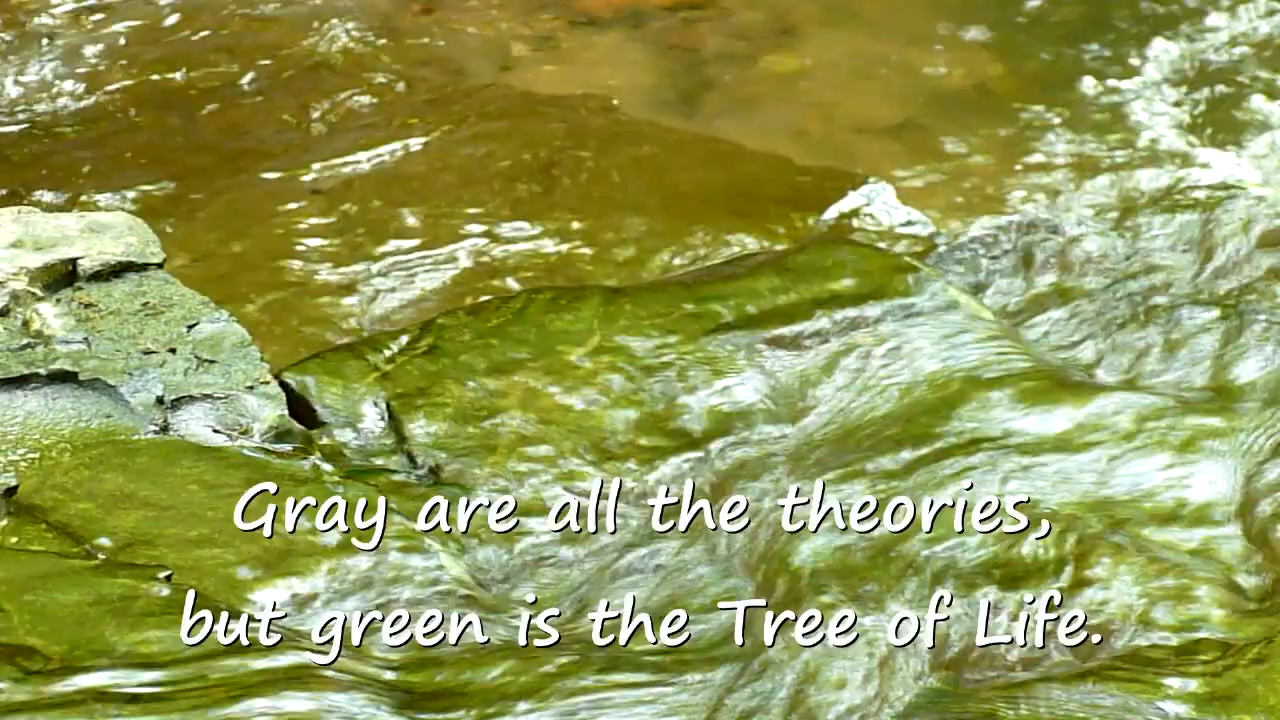 Gray are all the theories,
but green is the Tree of Life.